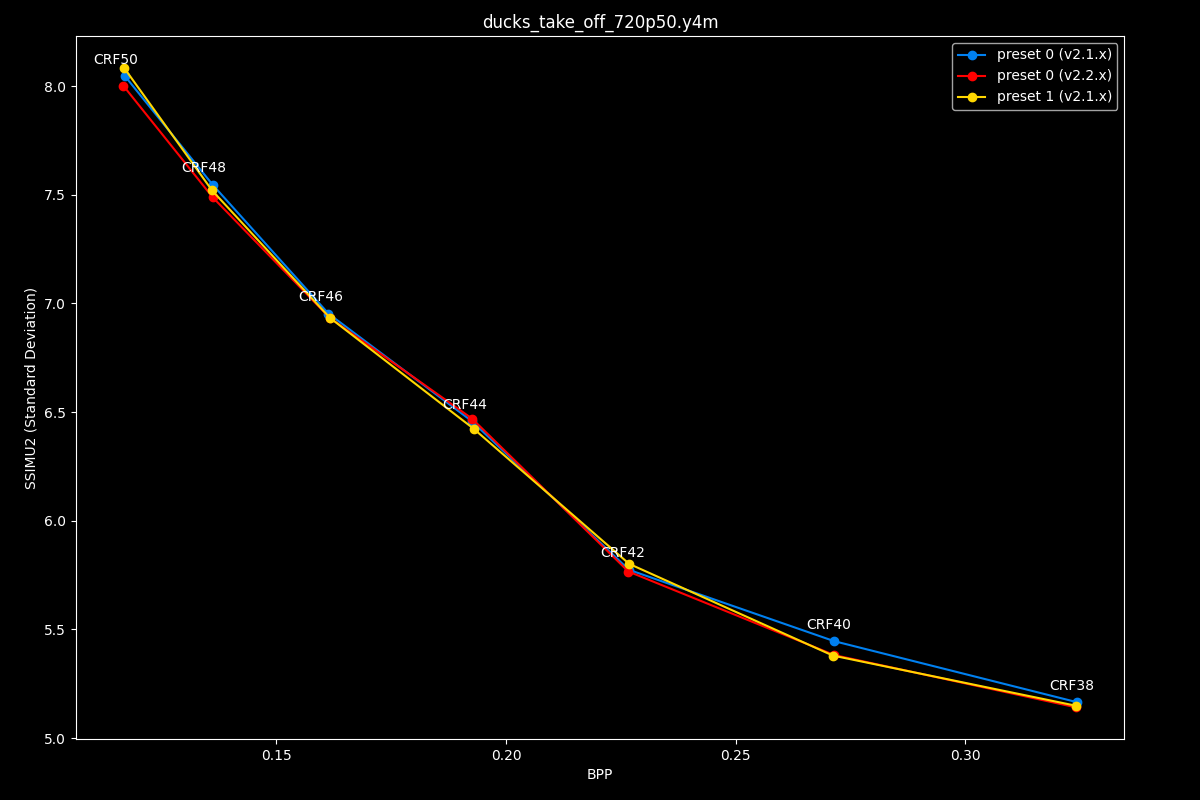 ducks_take_off_720p50.y4m
preset 0 (v2.1.x)
preset 0 (v2.2.x)
preset 1 (v2.1.x)
SSIMU2 (Standard Deviation)
8.0
7.5
7.0
6.5
6.0
5.5
5.0
CRF50
CRF48
CRF46
CRF44
CRF42
CRF40
CRF38
0.15
0.20
0.25
0.30
BPP